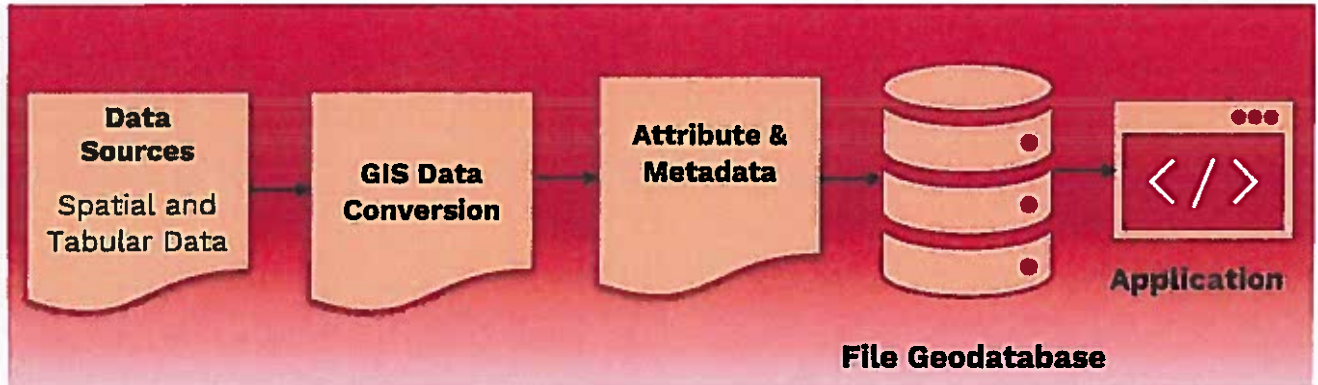 Data
Sources
Spatial and
Tabular Data
GIS Data
Conversion
Attribute &
Metadata
</>
Application
File Geodatabase